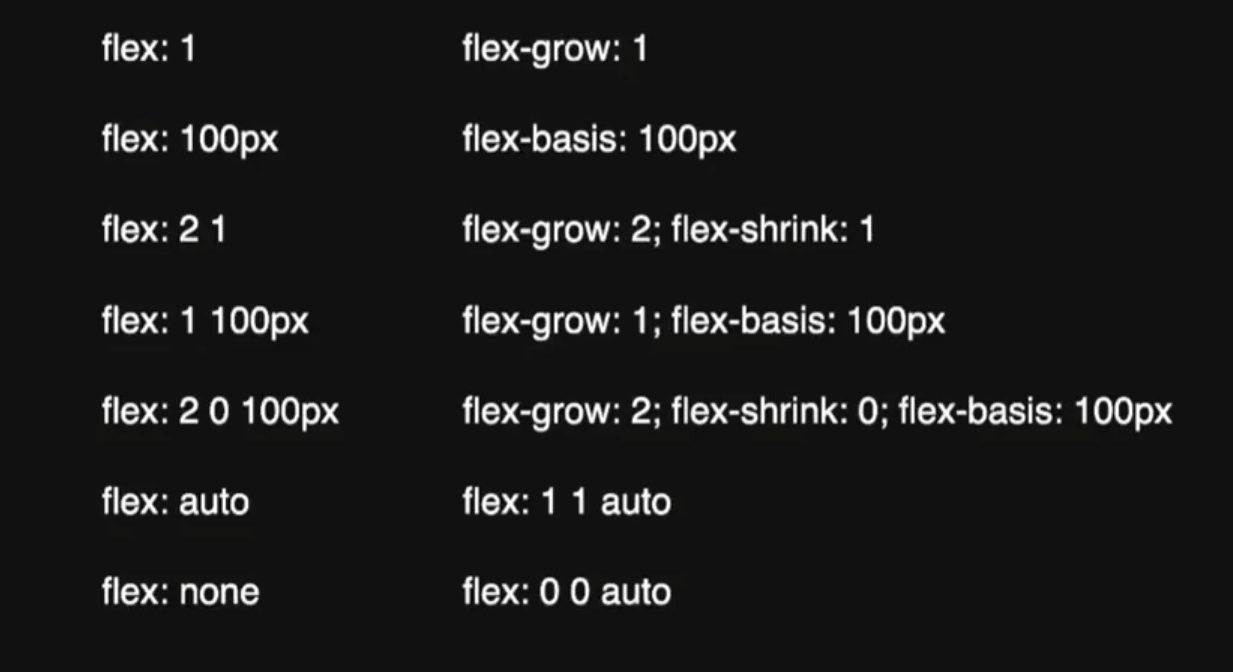 flex: 1 flex-grow: 1
flex: 100px flex-basis: 100px
flex: 2 1 flex-grow: 2; flex-shrink: 1
flex: 1 100px flex-grow: 1; flex-basis: 100px
flex: 2 0 100px flex-grow: 2; flex-shrink: 0; flex-basis: 100px
flex: auto flex: 1 1 auto
flex: none flex: 0 0 auto